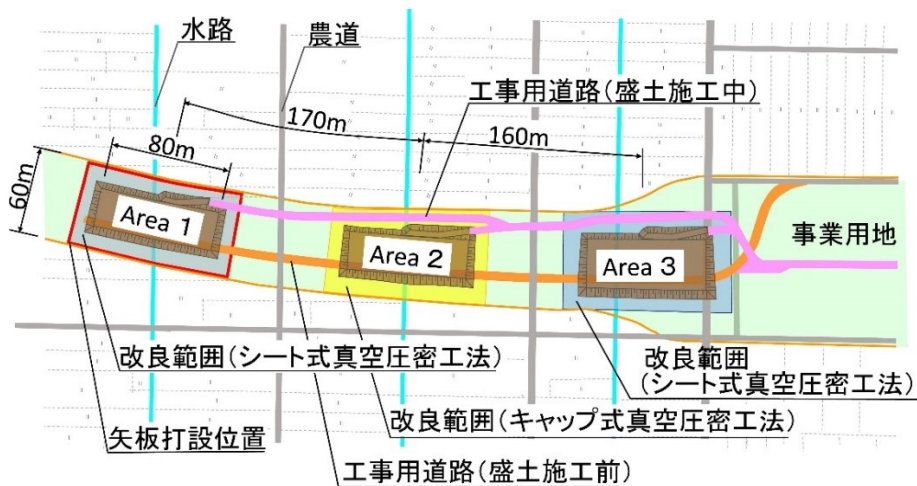 水路
農道
工事用道路(盛土施工中)
170m
160m
80m
60m
Area 1
Area 2
Area 3
事業用地
改良範囲(シート式真空圧密工法)
改良範囲
(シート式真空圧密工法)
改良範囲(キャップ式真空圧密工法)
矢板打設位置
工事用道路(盛土施工前)